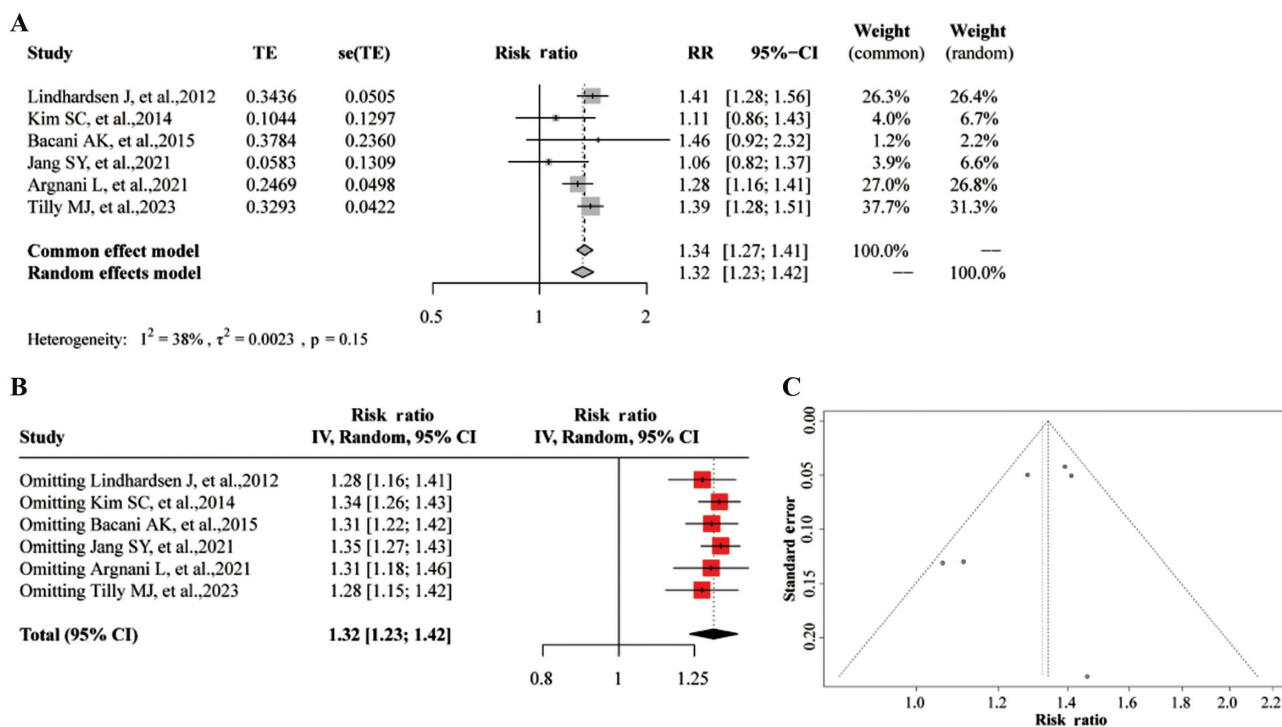 A
Study TE se(TE) Risk ratio RR 95%−CI Weight (common) Weight (random)
Lindhardsen J, et al.,2012 0.3436 0.0505 1.41 [1.28; 1.56] 26.3% 26.4%
Kim SC, et al.,2014 0.1044 0.1297 1.11 [0.86; 1.43] 4.0% 6.7%
Bacani AK, et al.,2015 0.3784 0.2360 1.46 [0.92; 2.32] 1.2% 2.2%
Jang SY, et al.,2021 0.0583 0.1309 1.06 [0.82; 1.37] 3.9% 6.6%
Argnani L, et al.,2021 0.2469 0.0498 1.28 [1.16; 1.41] 27.0% 26.8%
Tilly MJ, et al.,2023 0.3293 0.0422 1.39 [1.28; 1.51] 37.7% 31.3%
Common effect model 1.34 [1.27; 1.41] 100.0% −−
Random effects model 1.32 [1.23; 1.42] −− 100.0%
0.5 1 2
Heterogeneity: I² = 38% , τ² = 0.0023 , p = 0.15
B
Risk ratio Risk ratio
Study IV, Random, 95% CI IV, Random, 95% CI
Omitting Lindhardsen J, et al.,2012 1.28 [1.16; 1.41]
Omitting Kim SC, et al.,2014 1.34 [1.26; 1.43]
Omitting Bacani AK, et al.,2015 1.31 [1.22; 1.42]
Omitting Jang SY, et al.,2021 1.35 [1.27; 1.43]
Omitting Argnani L, et al.,2021 1.31 [1.18; 1.46]
Omitting Tilly MJ, et al.,2023 1.28 [1.15; 1.42]
Total (95% CI) 1.32 [1.23; 1.42]
0.8 1 1.25
C
Standard error
0.00
0.05
0.10
0.15
0.20
1.0 1.2 1.4 1.6 1.8 2.0 2.2
Risk ratio